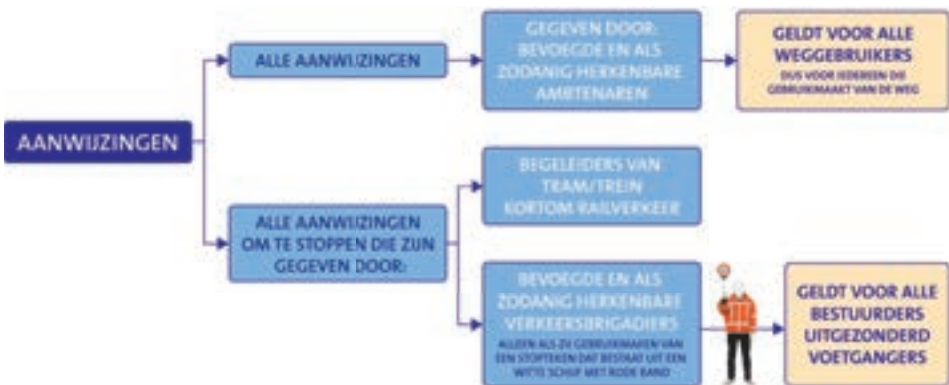 AANWIJZINGEN
ALLE AANWIJZINGEN
GEGEVEN DOOR:
BEVOEGDE EN ALS
ZODANIG HERKENBARE
AMBTENAREN
GELDT VOOR ALLE
WEGGEBRUIKERS
DUS VOOR IEDEREEN DIE
GEBRUIKMAAKT VAN DE WEG
ALLE AANWIJZINGEN
OM TE STOPPEN DIE ZIJN
GEGEVEN DOOR:
BEGELEIDERS VAN
TRAM/TREIN
KORTOM RAILVERKEER
BEVOEGDE EN ALS
ZODANIG HERKENBARE
VERKEERSBRIGADIERS
ALLEEN ALS ZIJ GEBRUIKMAKEN VAN
EEN STOPTEKEN DAT BESTAAT UIT EEN
WITTE SCHIJF MET RODE RAND
GELDT VOOR ALLE
BESTUURDERS
UITGEZONDERD
VOETGANGERS